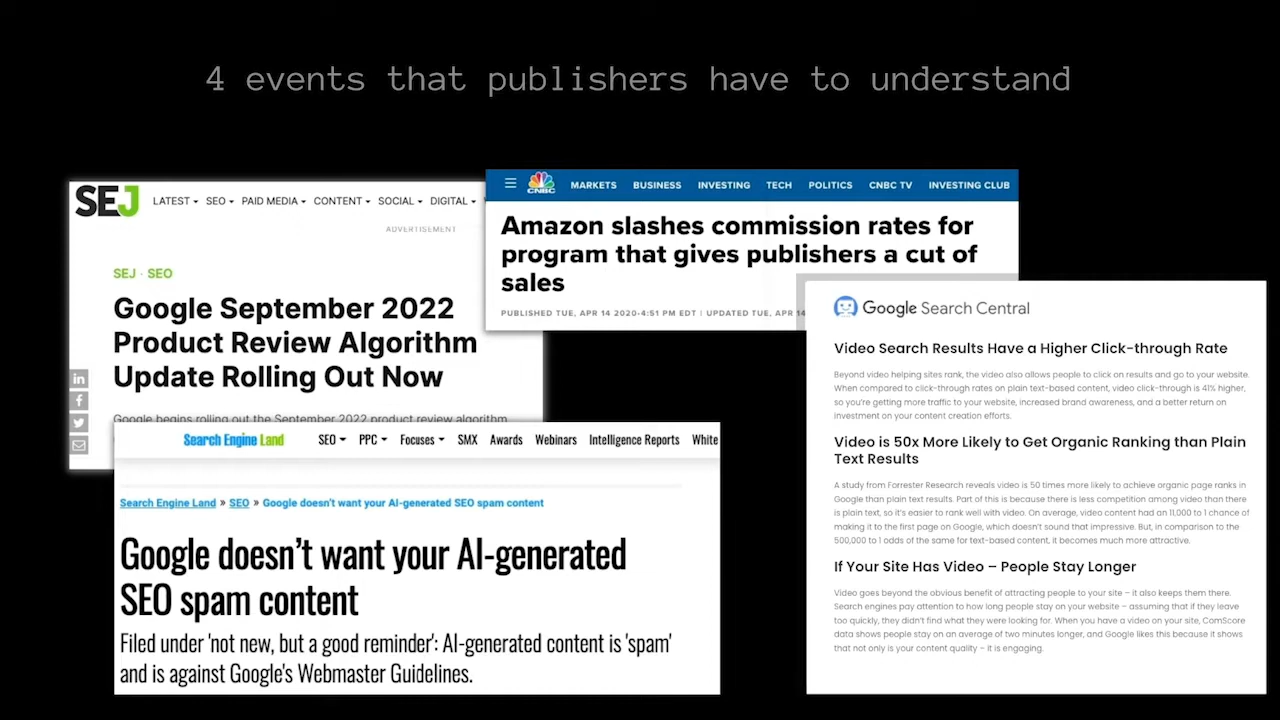 4 events that publishers have to understand
SEJ
LATEST SEO PAID MEDIA CONTENT SOCIAL DIGITAL
ADVERTISEMENT
SEJ · SEO
Google September 2022
Product Review Algorithm
Update Rolling Out Now
Google begins rolling out the September 2022 product review algorithm
CNBC
MARKETS BUSINESS INVESTING TECH POLITICS CNBC TV INVESTING CLUB
Amazon slashes commission rates for
program that gives publishers a cut of
sales
PUBLISHED TUE, APR 14 2020-4:51 PM EDT | UPDATED TUE, APR 14
Search Engine Land
SEO PPC Focuses SMX Awards Webinars Intelligence Reports White
Search Engine Land » SEO » Google doesn't want your AI-generated SEO spam content
Google doesn't want your AI-generated
SEO spam content
Filed under 'not new, but a good reminder': AI-generated content is 'spam'
and is against Google's Webmaster Guidelines.
Google Search Central
Video Search Results Have a Higher Click-through Rate
Beyond video helping sites rank, the video also allows people to click on results and go to your website.
When compared to click-through rates on plain text-based content, video click-through is 41% higher,
so you're getting more traffic to your website, increased brand awareness, and a better return on
investment on your content creation efforts.
Video is 50x More Likely to Get Organic Ranking than Plain
Text Results
A study from Forrester Research reveals video is 50 times more likely to achieve organic page ranks in
Google than plain text results. Part of this is because there is less competition among video than there
is plain text, so it's easier to rank well with video. On average, video content had an 11,000 to 1 chance of
making it to the first page on Google, which doesn't sound that impressive. But, in comparison to the
500,000 to 1 odds of the same for text-based content, it becomes much more attractive.
If Your Site Has Video – People Stay Longer
Video goes beyond the obvious benefit of attracting people to your site – it also keeps them there.
Search engines pay attention to how long people stay on your website – assuming that if they leave
too quickly, they didn't find what they were looking for. When you have a video on your site, ComScore
data shows people stay on an average of two minutes longer, and Google likes this because it shows
that not only is your content quality – it is engaging.